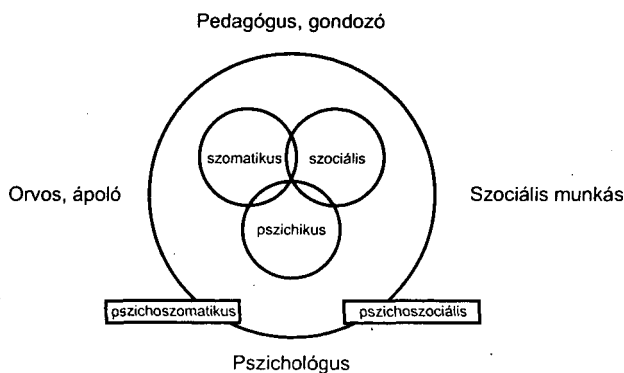 Pedagógus, gondozó
szomatikus
szociális
Orvos, ápoló
Szociális munkás
pszichikus
pszichoszomatikus
pszichoszociális
Pszichológus